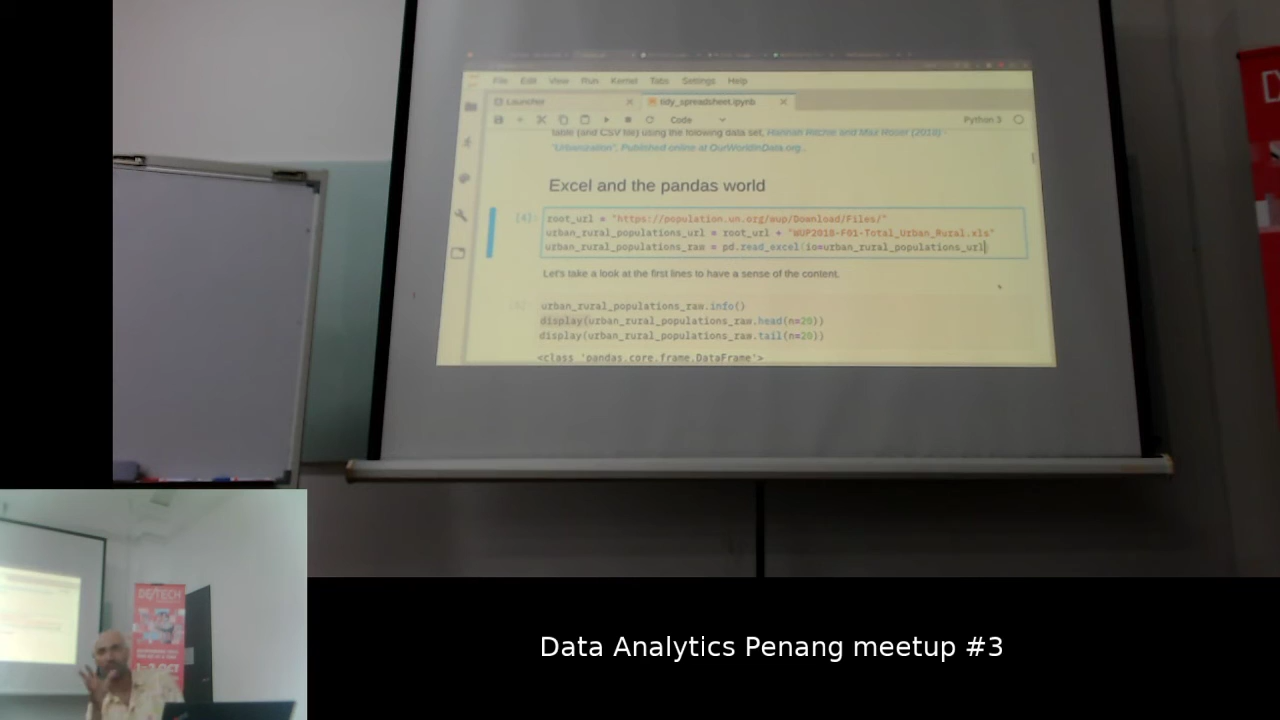 File Edit View Run Kernel Tabs Settings Help
Launcher
tidy_spreadsheet.ipynb
Code
Python 3
table (and CSV file) using the following data set, Hannah Ritchie and Max Roser (2018) -
"Urbanization". Published online at OurWorldInData.org..
Excel and the pandas world
[4]: root_url = "https://population.un.org/wup/Download/Files/"
urban_rural_populations_url = root_url + "WUP2018-F01-Total_Urban_Rural.xls"
urban_rural_populations_raw = pd.read_excel(io=urban_rural_populations_url
Let's take a look at the first lines to have a sense of the content.
urban_rural_populations_raw.info()
display(urban_rural_populations_raw.head(n=20))
display(urban_rural_populations_raw.tail(n=20))
<class 'pandas.core.frame.DataFrame'>
DE/TECH
Data Analytics Penang meetup #3